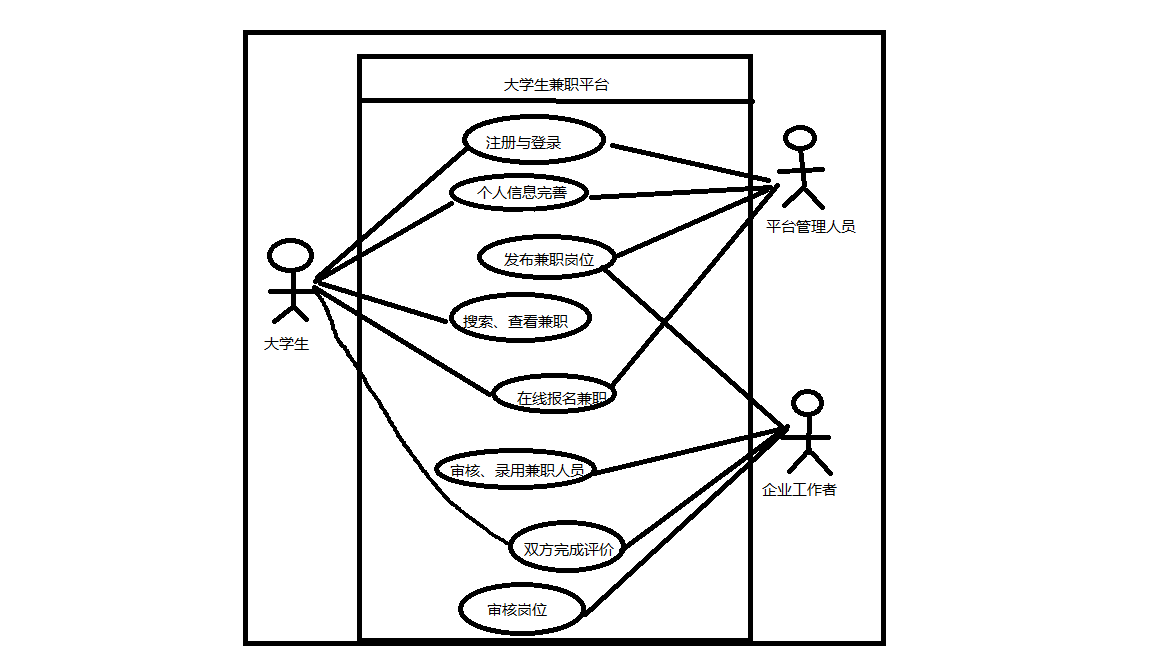 大学生兼职平台
注册与登录
个人信息完善
平台管理人员
发布兼职岗位
搜索、查看兼职
大学生
在线报名兼职
审核、录用兼职人员
企业工作者
双方完成评价
审核岗位